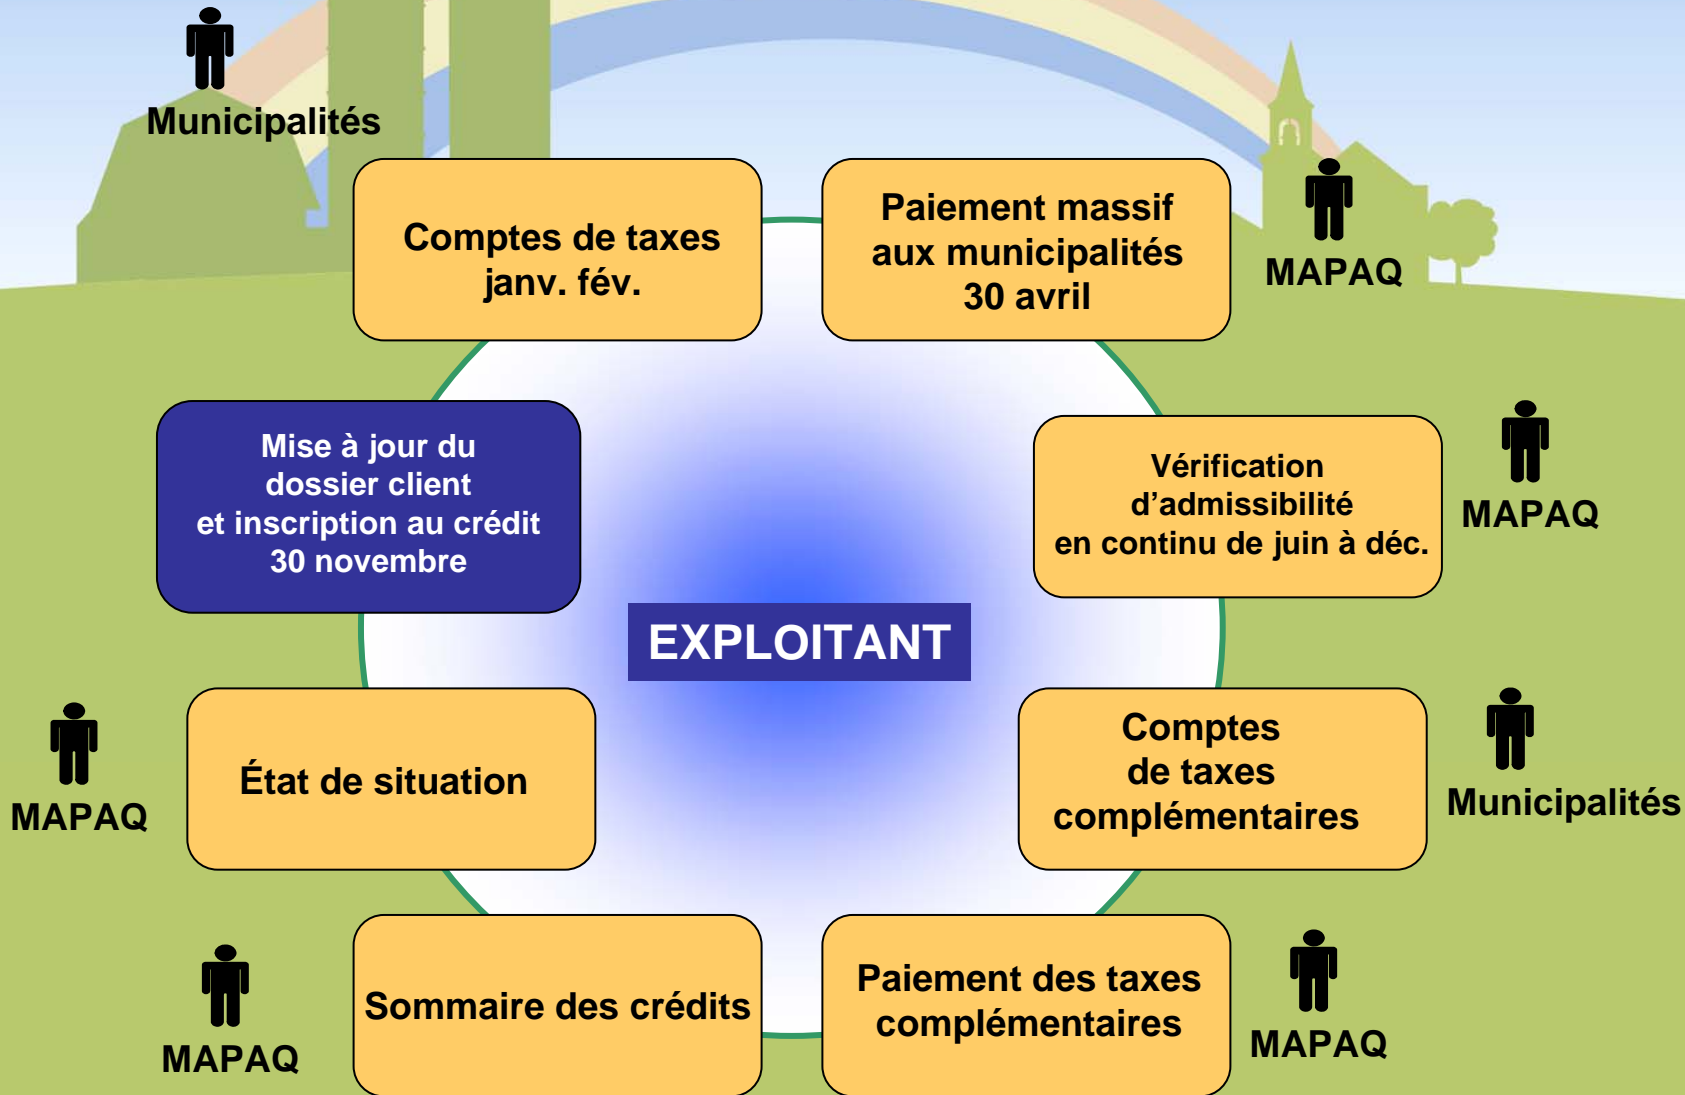 Municipalités
Comptes de taxes
janv. fév.
Paiement massif
aux municipalités
30 avril
MAPAQ
Mise à jour du
dossier client
et inscription au crédit
30 novembre
Vérification
d’admissibilité
en continu de juin à déc.
MAPAQ
EXPLOITANT
MAPAQ
État de situation
Comptes
de taxes
complémentaires
Municipalités
MAPAQ
Sommaire des crédits
Paiement des taxes
complémentaires
MAPAQ